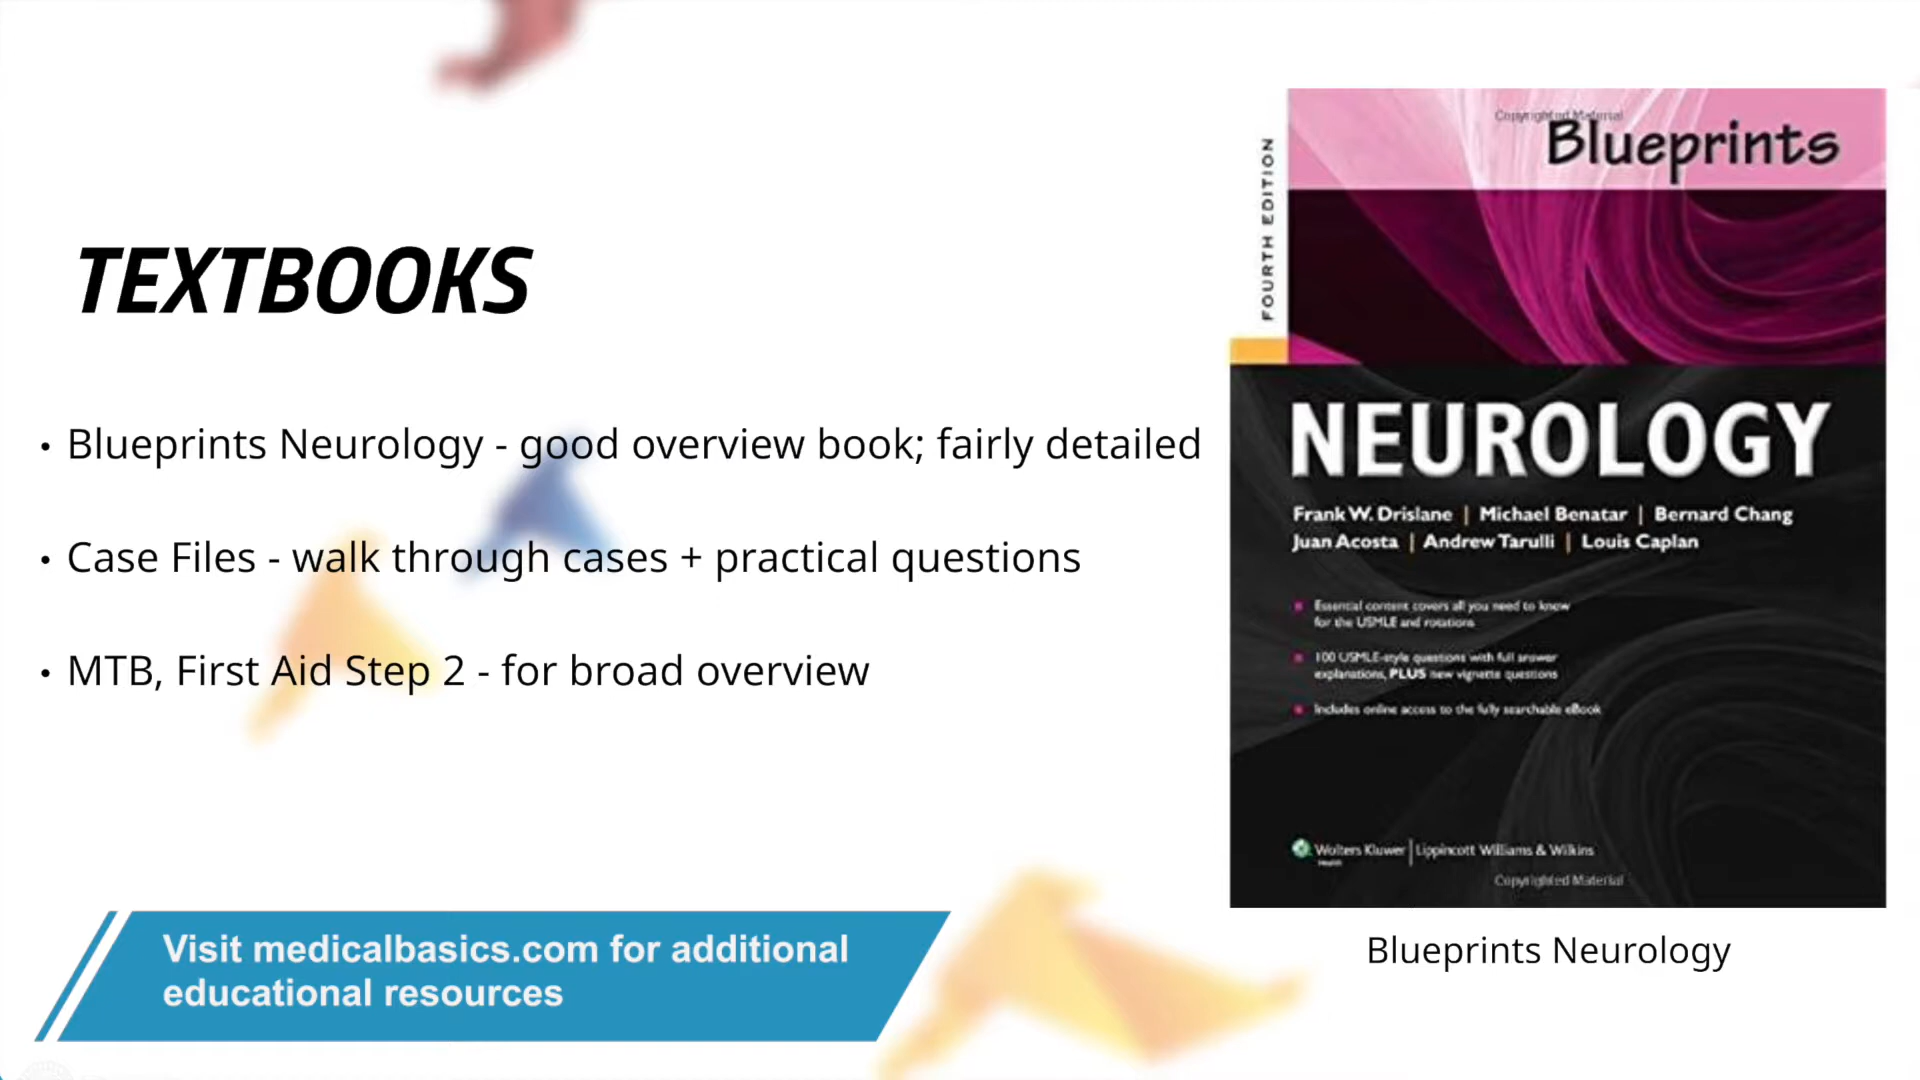 TEXTBOOKS
• Blueprints Neurology - good overview book; fairly detailed
• Case Files - walk through cases + practical questions
• MTB, First Aid Step 2 - for broad overview
Visit medicalbasics.com for additional
educational resources
Copyrighted Material
Blueprints
FOURTH EDITION
NEUROLOGY
Frank W. Drislane | Michael Benatar | Bernard Chang
Juan Acosta | Andrew Tarulli | Louis Caplan
Essential content covers all you need to know
for the USMLE and rotations
100 USMLE-style questions with full answer
explanations, PLUS new vignette questions
Includes online access to the fully searchable eBook
Wolters Kluwer | Lippincott Williams & Wilkins
Health
Copyrighted Material
Blueprints Neurology